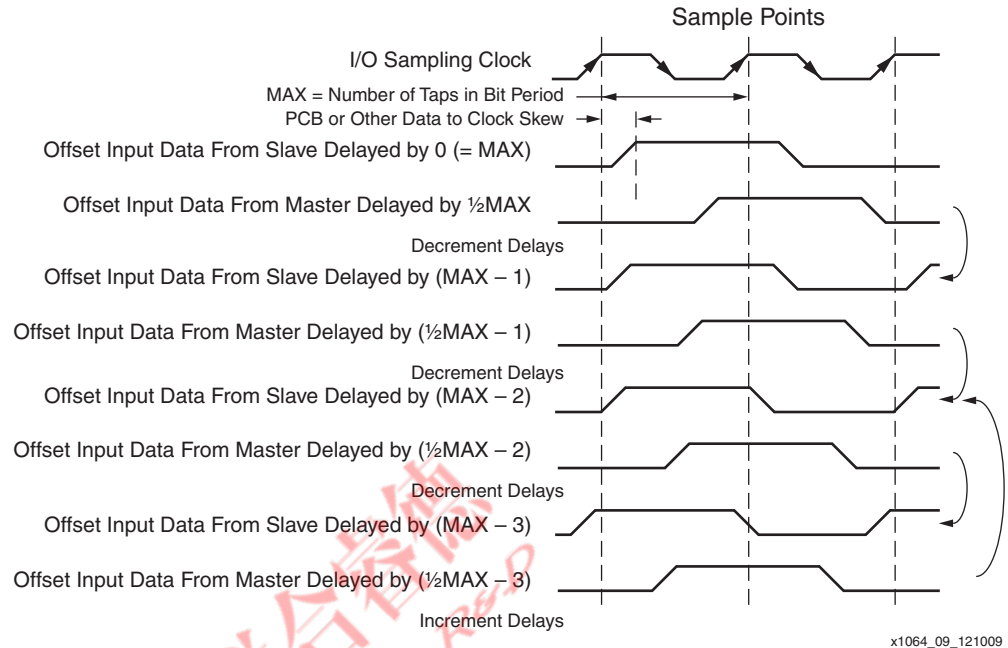 Sample Points
I/O Sampling Clock
MAX = Number of Taps in Bit Period
PCB or Other Data to Clock Skew
Offset Input Data From Slave Delayed by 0 (= MAX)
Offset Input Data From Master Delayed by ½MAX
Decrement Delays
Offset Input Data From Slave Delayed by (MAX – 1)
Offset Input Data From Master Delayed by (½MAX – 1)
Decrement Delays
Offset Input Data From Slave Delayed by (MAX – 2)
Offset Input Data From Master Delayed by (½MAX – 2)
Decrement Delays
Offset Input Data From Slave Delayed by (MAX – 3)
Offset Input Data From Master Delayed by (½MAX – 3)
Increment Delays
x1064_09_121009
合睿德
R&D